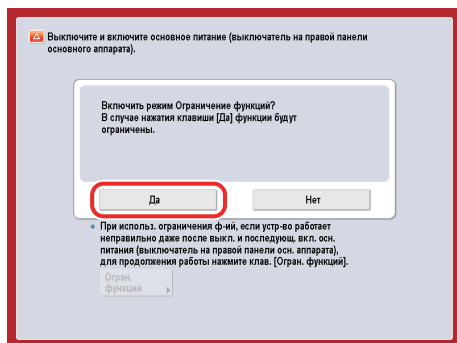 Выключите и включите основное питание (выключатель на правой панели
основного аппарата).
Включить режим Ограничение функций?
В случае нажатия клавиши [Да] функции будут
ограничены.
Да
Нет
При использ. ограничения ф-ий, если устр-во работает
неправильно даже после выкл. и последующ. вкл. осн.
питания (выключатель на правой панели осн. аппарата),
для продолжения работы нажмите клав. [Огран. функций].
Огран.
функций